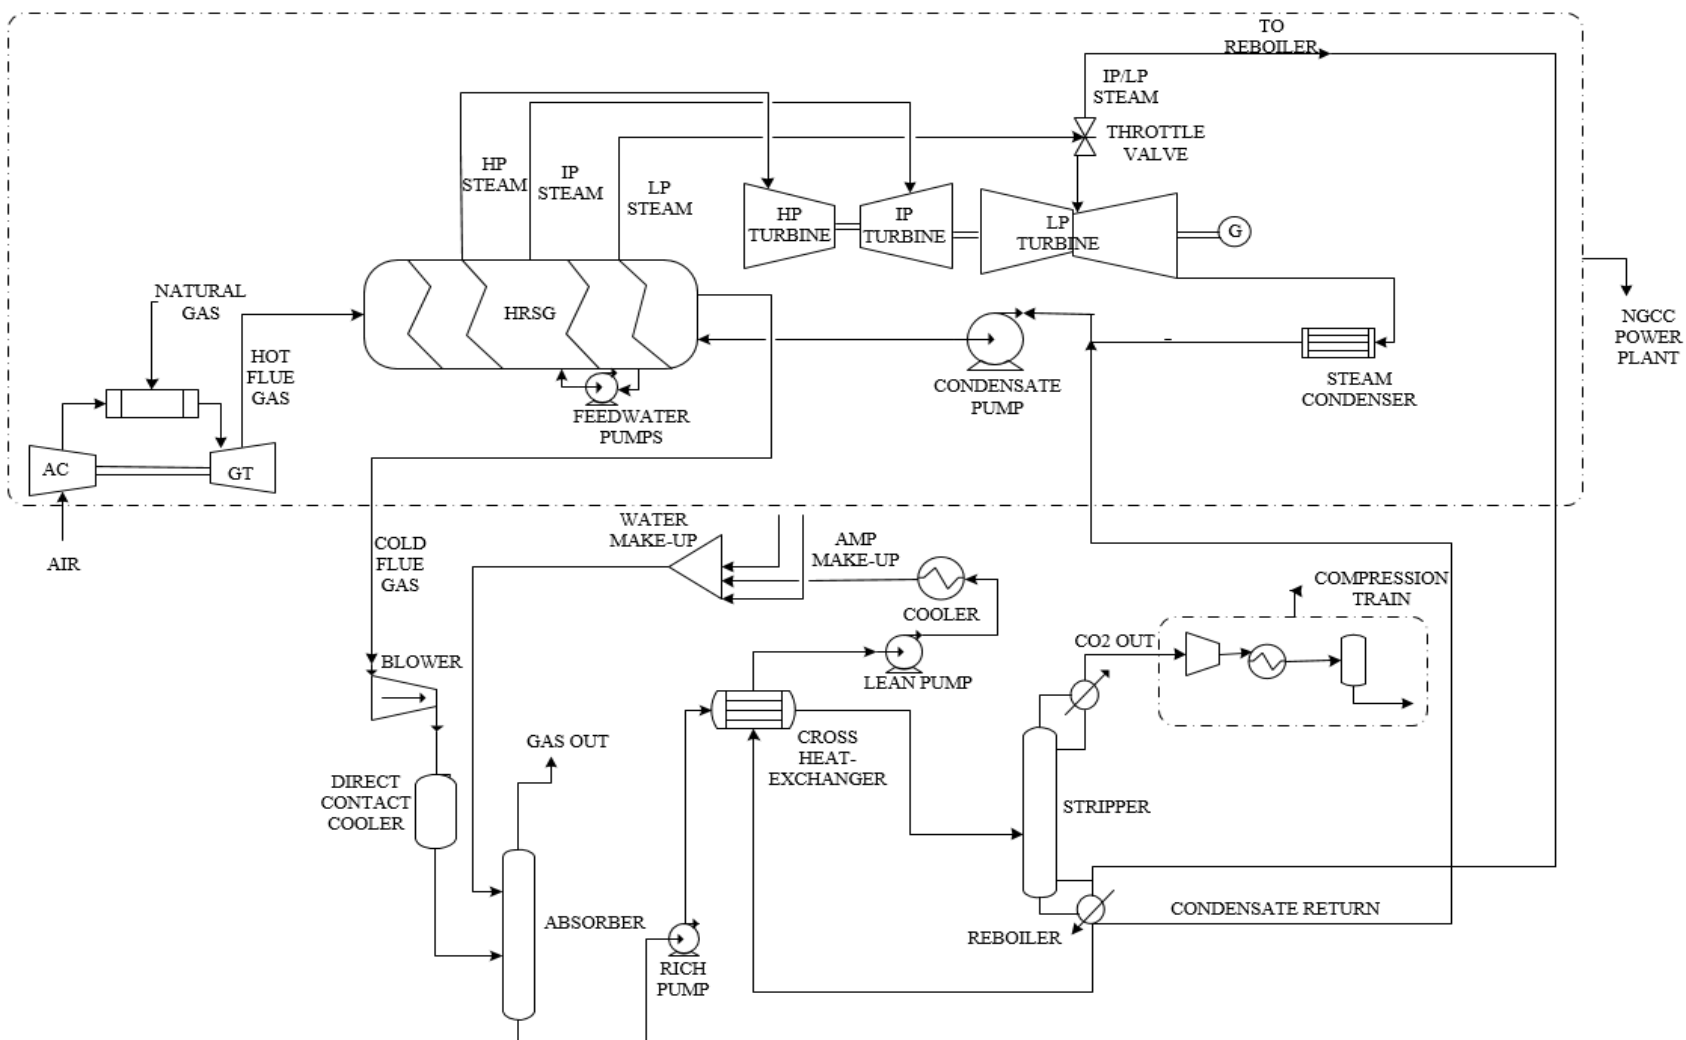 TO
REBOILER
IP/LP
STEAM
THROTTLE
VALVE
HP
STEAM
IP
STEAM
LP
STEAM
HP
TURBINE
IP
TURBINE
LP
TURBINE
G
NATURAL
GAS
HRSG
NGCC
POWER
PLANT
HOT
FLUE
GAS
CONDENSATE
PUMP
STEAM
CONDENSER
FEEDWATER
PUMPS
AC
GT
AIR
WATER
MAKE-UP
AMP
MAKE-UP
COLD
FLUE
GAS
COOLER
COMPRESSION
TRAIN
CO2 OUT
BLOWER
LEAN PUMP
GAS OUT
CROSS
HEAT-
EXCHANGER
DIRECT
CONTACT
COOLER
STRIPPER
ABSORBER
CONDENSATE RETURN
REBOILER
RICH
PUMP